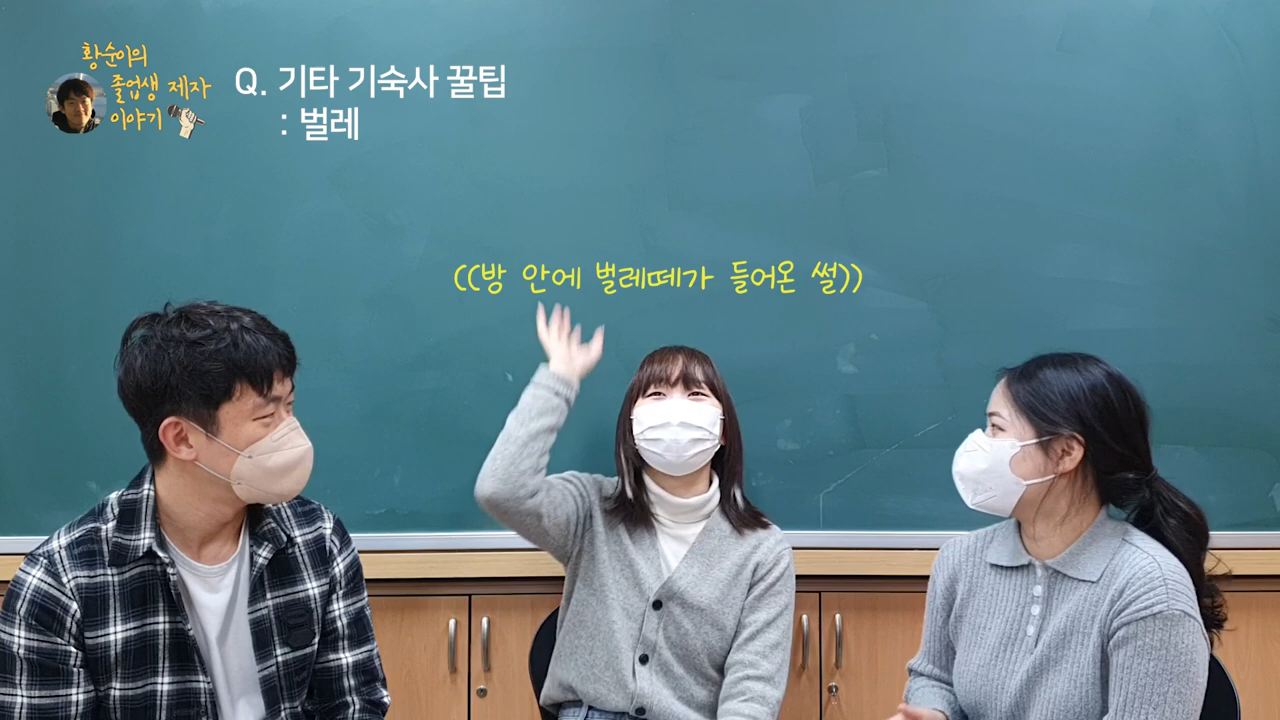 황순이의
졸업생 제자
이야기
Q. 기타 기숙사 꿀팁
: 벌레
((방 안에 벌레떼가 들어온 썰))